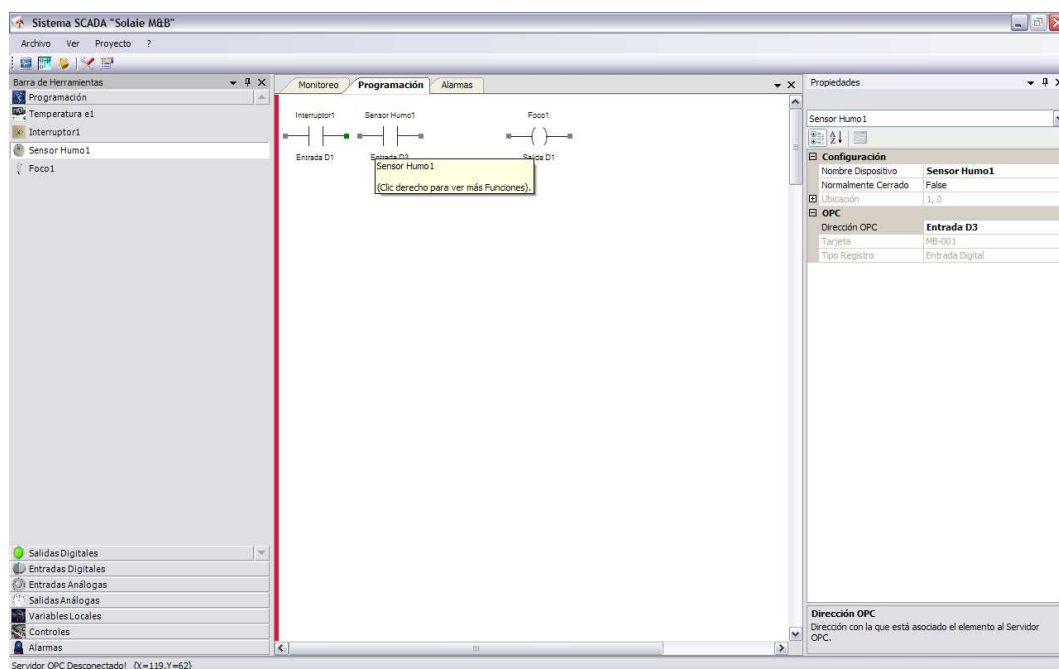 Sistema SCADA "Solaie M&B"
Archivo Ver Proyecto ?
Barra de Herramientas
Programación
Temperatura e1
Interruptor1
Sensor Humo1
Foco1
Salidas Digitales
Entradas Digitales
Entradas Análogas
Salidas Análogas
Variables Locales
Controles
Alarmas
Monitoreo Programación Alarmas
Interruptor1 Sensor Humo1 Foco1
Entrada D1 Entrada D3 Salida D1
Sensor Humo1
(Clic derecho para ver más Funciones).
Propiedades
Sensor Humo1
Configuración
Nombre Dispositivo Sensor Humo1
Normalmente Cerrado False
Ubicación 1, 0
OPC
Dirección OPC Entrada D3
Tarjeta MB-001
Tipo Registro Entrada Digital
Dirección OPC
Dirección con la que está asociado el elemento al Servidor
OPC.
Servidor OPC Desconectado! {X=119,Y=62}